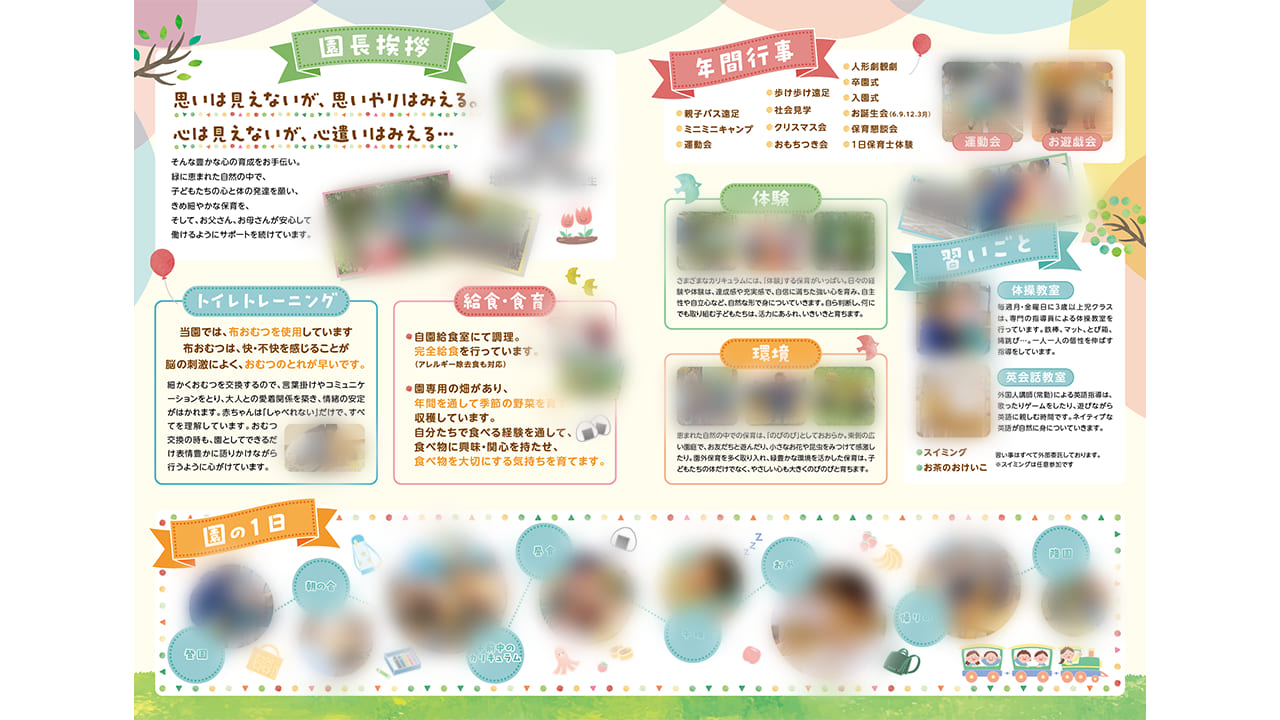 園長挨拶
思いは見えないが、思いやりはみえる。
心は見えないが、心遣いはみえる…
そんな豊かな心の育成をお手伝い。
緑に恵まれた自然の中で、
子どもたちの心と体の発達を願い、
きめ細やかな保育を、
そして、お父さん、お母さんが安心して
働けるようにサポートを続けています。
年間行事
●親子バス遠足
●ミニミニキャンプ
●運動会
●歩け歩け遠足
●社会見学
●クリスマス会
●おもちつき会
●人形劇観劇
●卒園式
●入園式
●お誕生会(6.9.12.3月)
●保育懇談会
●1日保育士体験
運動会
お遊戯会
トイレトレーニング
当園では、布おむつを使用しています
布おむつは、快・不快を感じることが
脳の刺激によく、おむつのとれが早いです。
細かくおむつを交換するので、言葉掛けやコミュニケ
ーションをとり、大人との愛着関係を築き、情緒の安定
がはかれます。赤ちゃんは「しゃべれない」だけで、すべ
てを理解しています。おむつ
交換の時も、園としてできるだ
け表情豊かに語りかけながら
行うように心がけています。
給食・食育
●自園給食室にて調理。
完全給食を行っています。
(アレルギー除去食も対応)
●園専用の畑があり、
年間を通して季節の野菜を育て
収穫しています。
自分たちで食べる経験を通して、
食べ物に興味・関心を持たせ、
食べ物を大切にする気持ちを育てます。
体験
さまざまなカリキュラムには、「体験」する保育がいっぱい。日々の経
験や体験は、達成感や充実感で、自信に満ちた強い心を育み、自主
性や自立心など、自然な形で身についていきます。自ら判断し、何に
でも取り組む子どもたちは、活力にあふれ、いきいきと育ちます。
環境
恵まれた自然の中での保育は、「のびのび」としておおらか。東側の広
い園庭で、お友だちと遊んだり、小さなお花や昆虫をみつけて感激し
たり。園外保育を多く取り入れ、緑豊かな環境を活かした保育は、子
どもたちの体だけでなく、やさしい心も大きくのびのびと育ちます。
習いごと
体操教室
毎週月・金曜日に3歳以上児クラス
は、専門の指導員による体操教室を
行っています。鉄棒。マット、とび箱、
縄跳び…。一人一人の個性を伸ばす
指導をしています。
英会話教室
外国人講師(常勤)による英語指導は、
歌ったりゲームをしたり、遊びながら
英語に親しむ時間です。ネイティブな
英語が自然に身についていきます。
●スイミング
●お茶のおけいこ
習い事はすべて外部委託しております。
※スイミングは任意参加です
園の1日
登園
朝の会
カリキュラム
昼食
おやつ
降園